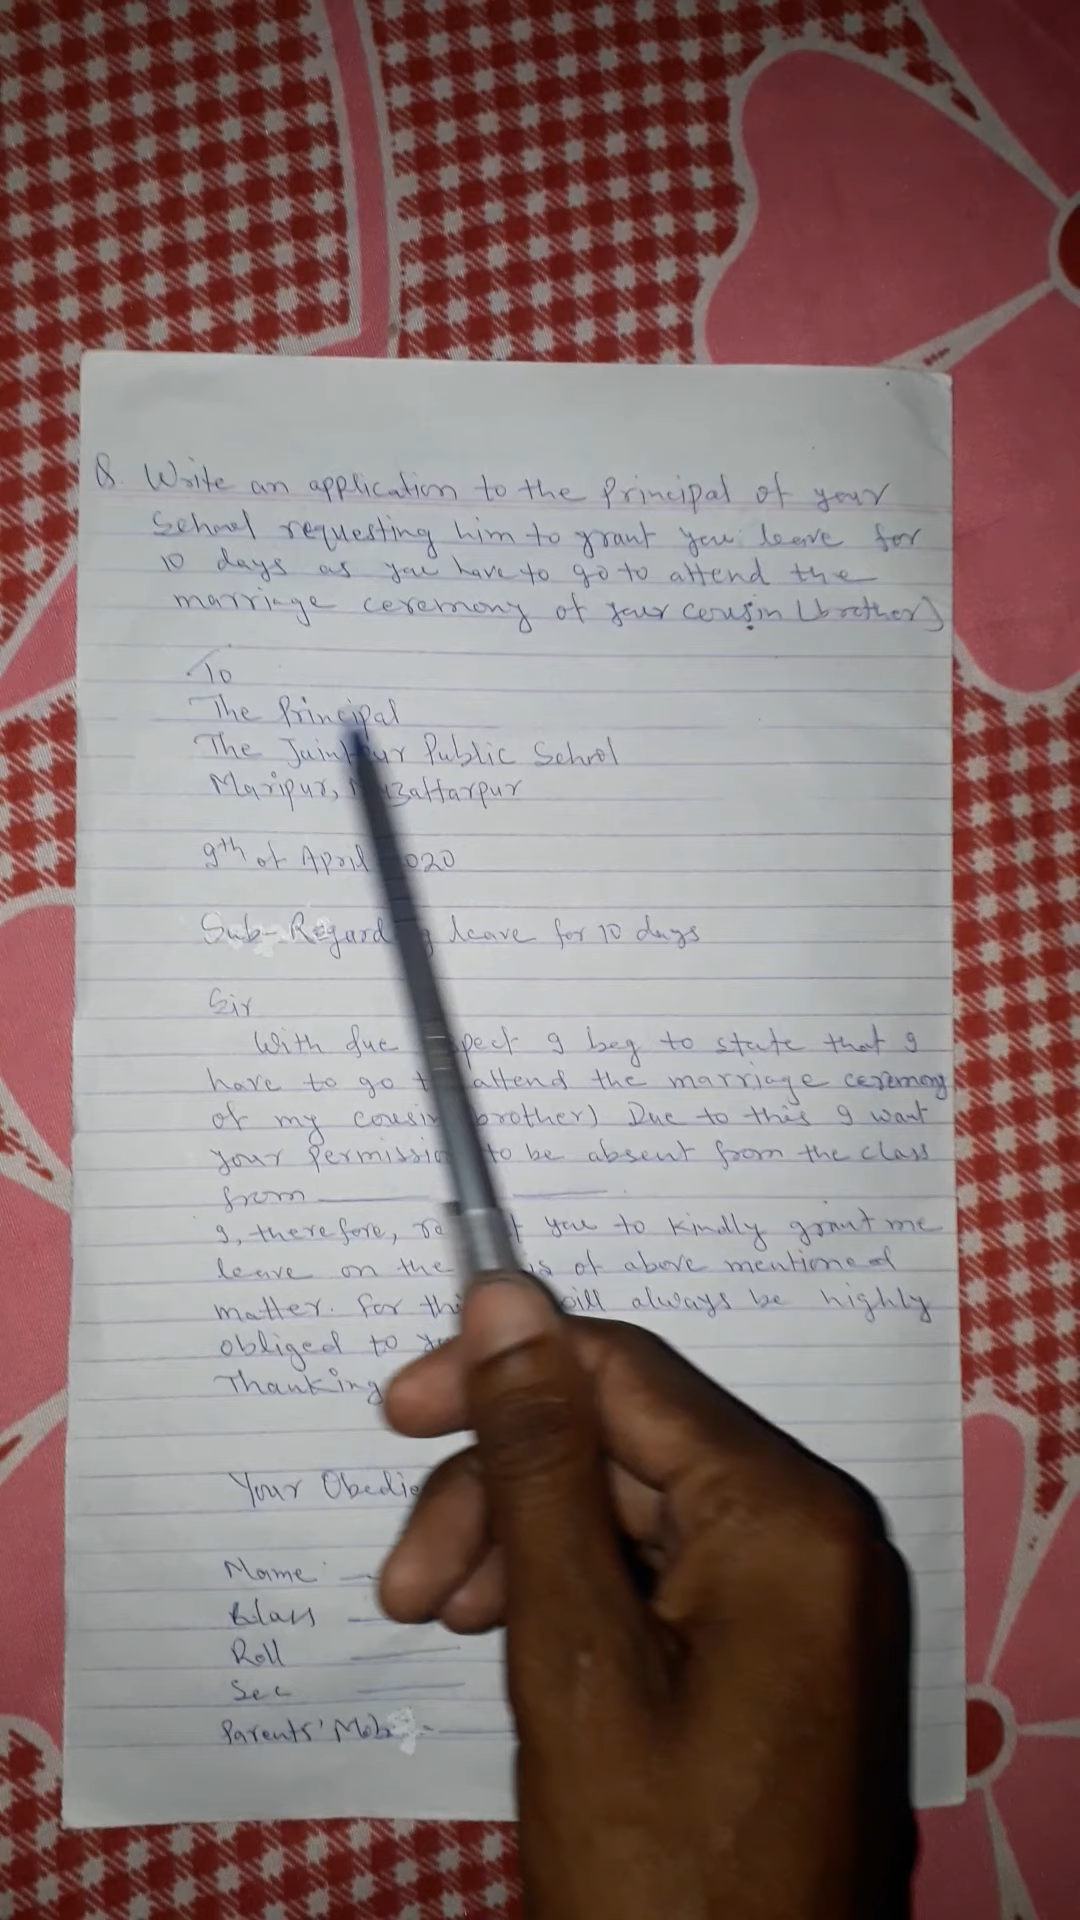 Q. Write an application to the Principal of your
School requesting him to grant you leave for
10 days as you have to go to attend the
marriage ceremony of your cousin (brother)
To
The Principal
The Public School
Maripur,
9th of April 2020
Sub- leave for 10 days
Sir
With due I beg to state that I
have to go attend the marriage ceremony
of my brother) Due to this I want
your to be absent from the class
from
I, therefore, you to kindly grant me
leave on the of above mentioned
matter. For will always be highly
obliged to
Thanking
Your
Name
Class
Roll
Sec
Parents' Mob:-